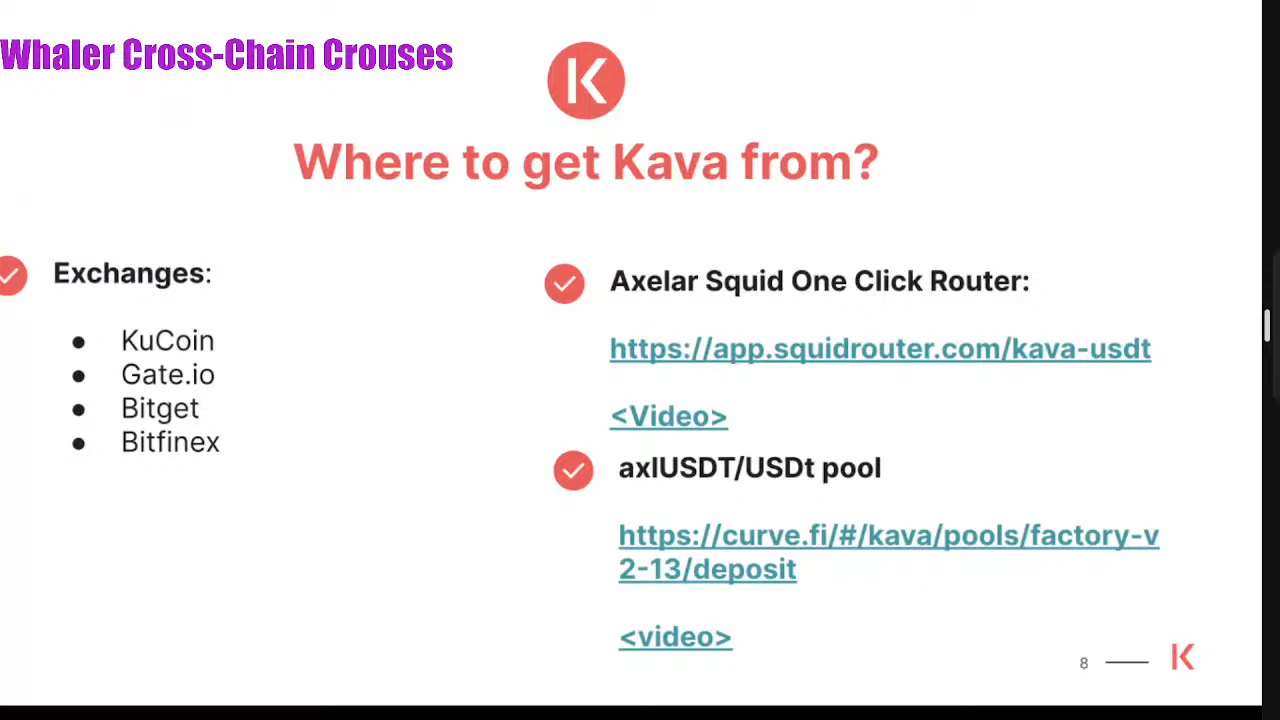 Whaler Cross-Chain Crouses
K
Where to get Kava from?
Exchanges:
● KuCoin
● Gate.io
● Bitget
● Bitfinex
Axelar Squid One Click Router:
https://app.squidrouter.com/kava-usdt
<Video>
axlUSDT/USDt pool
https://curve.fi/#/kava/pools/factory-v
2-13/deposit
<video>
8
K